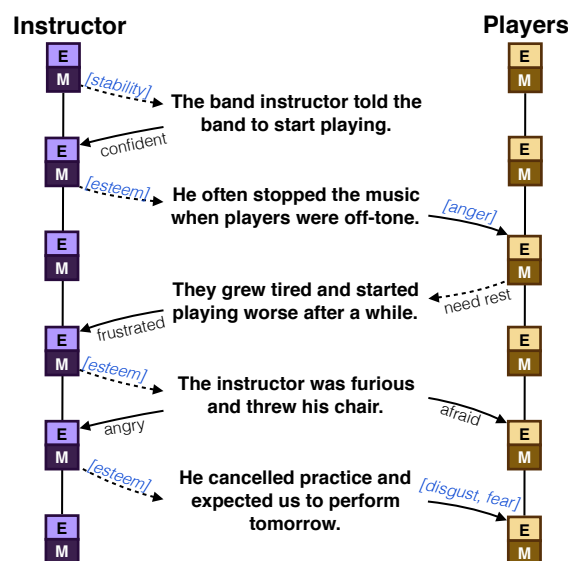 Instructor
Players
E
M
E
M
[stability]
The band instructor told the
band to start playing.
confident
E
M
E
M
[esteem]
He often stopped the music
when players were off-tone.
[anger]
E
M
E
M
They grew tired and started
playing worse after a while.
need rest
frustrated
E
M
E
M
[esteem]
The instructor was furious
and threw his chair.
angry
afraid
E
M
E
M
[esteem]
He cancelled practice and
expected us to perform
tomorrow.
[disgust, fear]
E
M
E
M